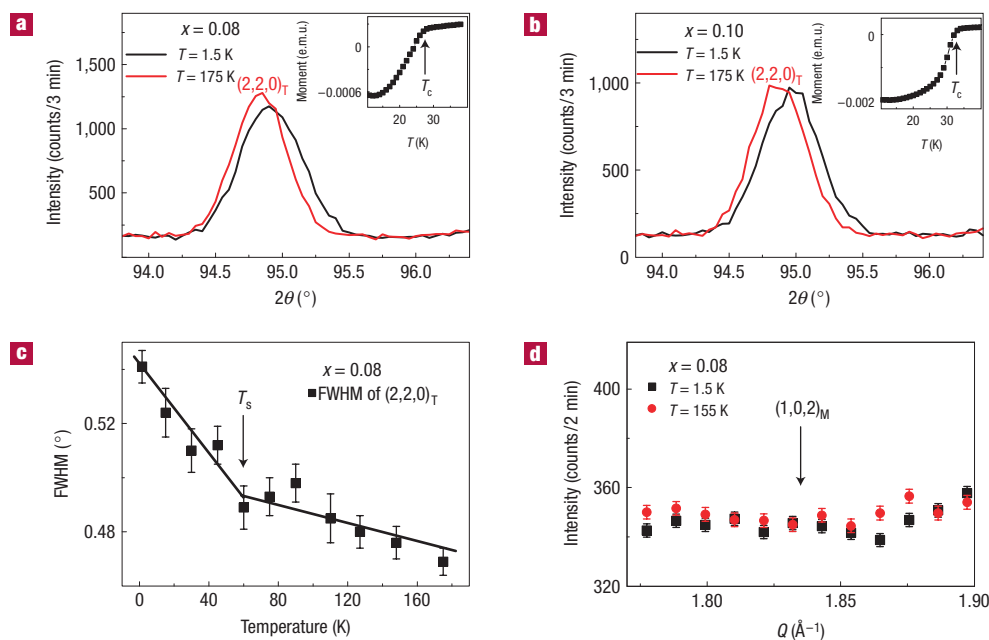 a
x = 0.08
T = 1.5 K
T = 175 K
(2,2,0)T
Intensity (counts/3 min)
1,500
1,000
500
94.0 94.5 95.0 95.5 96.0
2θ (°)
Moment (e.m.u.)
0
−0.0006
Tc
20 30
T (K)
b
x = 0.10
T = 1.5 K
T = 175 K
(2,2,0)T
Intensity (counts/3 min)
1,000
500
0
94.0 94.5 95.0 95.5 96.0
2θ (°)
Moment (e.m.u.)
0
−0.002
Tc
20 30
T (K)
c
x = 0.08
FWHM of (2,2,0)T
Ts
FWHM (°)
0.52
0.48
0 40 80 120 160
Temperature (K)
d
x = 0.08
T = 1.5 K
T = 155 K
(1,0,2)M
Intensity (counts/2 min)
400
360
320
1.80 1.85 1.90
Q (Å−1)